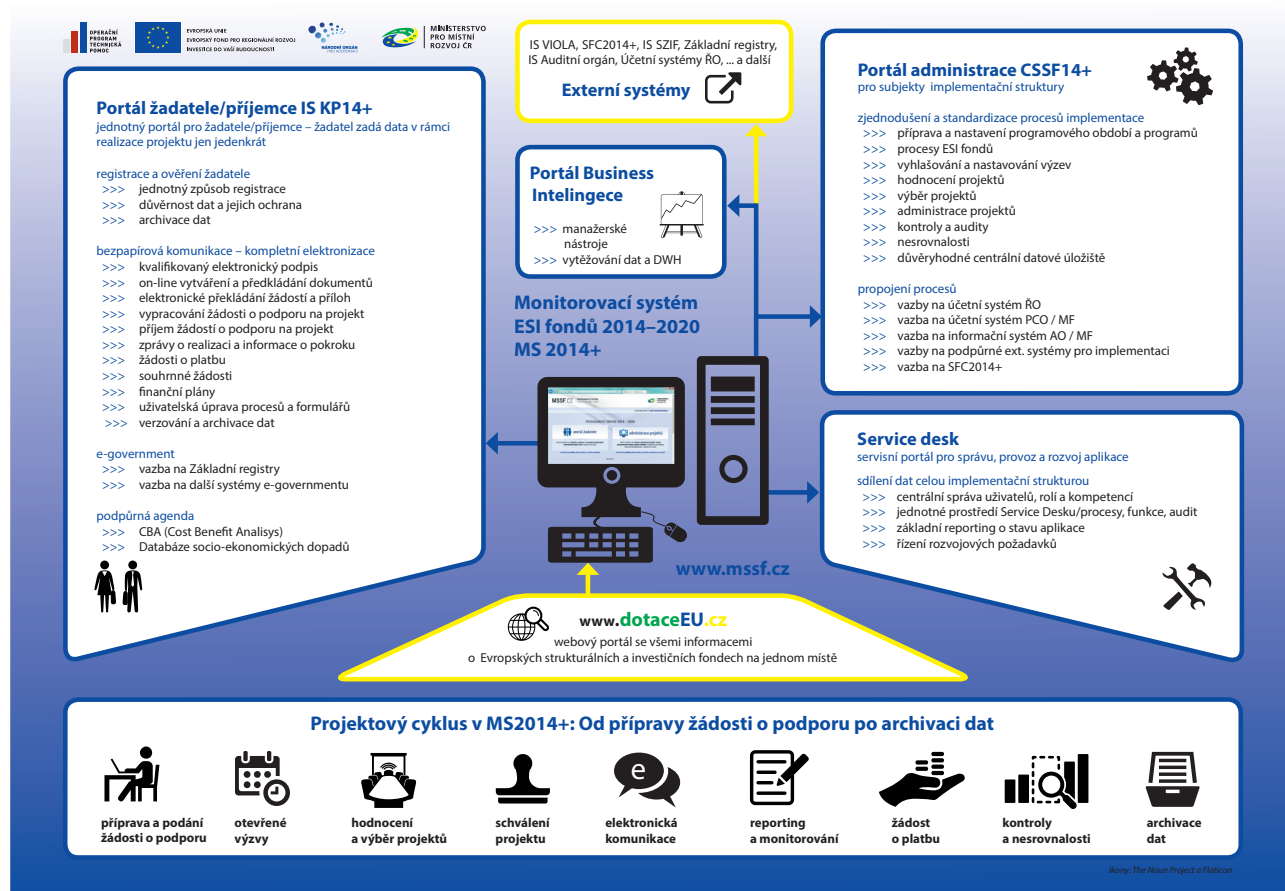 OPERAČNÍ
PROGRAM
TECHNICKÁ
POMOC
EVROPSKÁ UNIE
EVROPSKÝ FOND PRO REGIONÁLNÍ ROZVOJ
INVESTICE DO VAŠÍ BUDOUCNOSTI
NÁRODNÍ ORGÁN
PRO KOORDINACI
MINISTERSTVO
PRO MÍSTNÍ
ROZVOJ ČR
Portál žadatele/příjemce IS KP14+
jednotný portál pro žadatele/příjemce – žadatel zadá data v rámci
realizace projektu jen jedenkrát
registrace a ověření žadatele
>>> jednotný způsob registrace
>>> důvěrnost dat a jejich ochrana
>>> archivace dat
bezpapírová komunikace – kompletní elektronizace
>>> kvalifikovaný elektronický podpis
>>> on-line vytváření a předkládání dokumentů
>>> elektronické překládání žádostí a příloh
>>> vypracování žádosti o podporu na projekt
>>> příjem žádostí o podporu na projekt
>>> zprávy o realizaci a informace o pokroku
>>> žádosti o platbu
>>> souhrnné žádosti
>>> finanční plány
>>> uživatelská úprava procesů a formulářů
>>> verzování a archivace dat
e-government
>>> vazba na Základní registry
>>> vazba na další systémy e-governmentu
podpůrná agenda
>>> CBA (Cost Benefit Analisys)
>>> Databáze socio-ekonomických dopadů
IS VIOLA, SFC2014+, IS SZIF, Základní registry,
IS Auditní orgán, Účetní systémy ŘO, ... a další
Externí systémy
Portál Business
Intelingece
>>> manažerské
nástroje
>>> vytěžování dat a DWH
Monitorovací systém
ESI fondů 2014–2020
MS 2014+
MSSF.CZ
portál žadatele
administrace projektů
www.mssf.cz
Portál administrace CSSF14+
pro subjekty implementační struktury
zjednodušení a standardizace procesů implementace
>>> příprava a nastavení programového období a programů
>>> procesy ESI fondů
>>> vyhlašování a nastavování výzev
>>> hodnocení projektů
>>> výběr projektů
>>> administrace projektů
>>> kontroly a audity
>>> nesrovnalosti
>>> důvěryhodné centrální datové úložiště
propojení procesů
>>> vazby na účetní systém ŘO
>>> vazba na účetní systém PCO / MF
>>> vazba na informační systém AO / MF
>>> vazby na podpůrné ext. systémy pro implementaci
>>> vazba na SFC2014+
Service desk
servisní portál pro správu, provoz a rozvoj aplikace
sdílení dat celou implementační strukturou
>>> centrální správa uživatelů, rolí a kompetencí
>>> jednotné prostředí Service Desku/procesy, funkce, audit
>>> základní reporting o stavu aplikace
>>> řízení rozvojových požadavků
www.dotaceEU.cz
webový portál se všemi informacemi
o Evropských strukturálních a investičních fondech na jednom místě
Projektový cyklus v MS2014+: Od přípravy žádosti o podporu po archivaci dat
příprava a podání
žádosti o podporu
otevřené
výzvy
hodnocení
a výběr projektů
schválení
projektu
e
elektronická
komunikace
reporting
a monitorování
žádost
o platbu
kontroly
a nesrovnalosti
archivace
dat
Ikony: The Noun Project a Flaticon